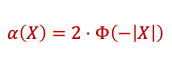 α(X) = 2 · Φ(−|X|)